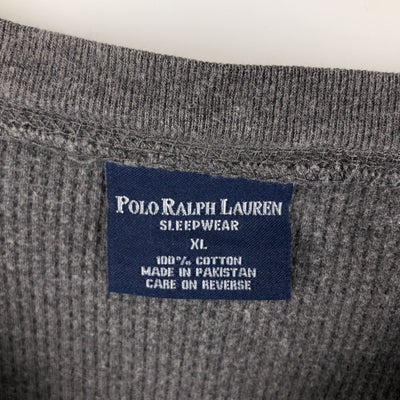 POLO RALPH LAUREN
SLEEPWEAR
XL
100% COTTON
MADE IN PAKISTAN
CARE ON REVERSE